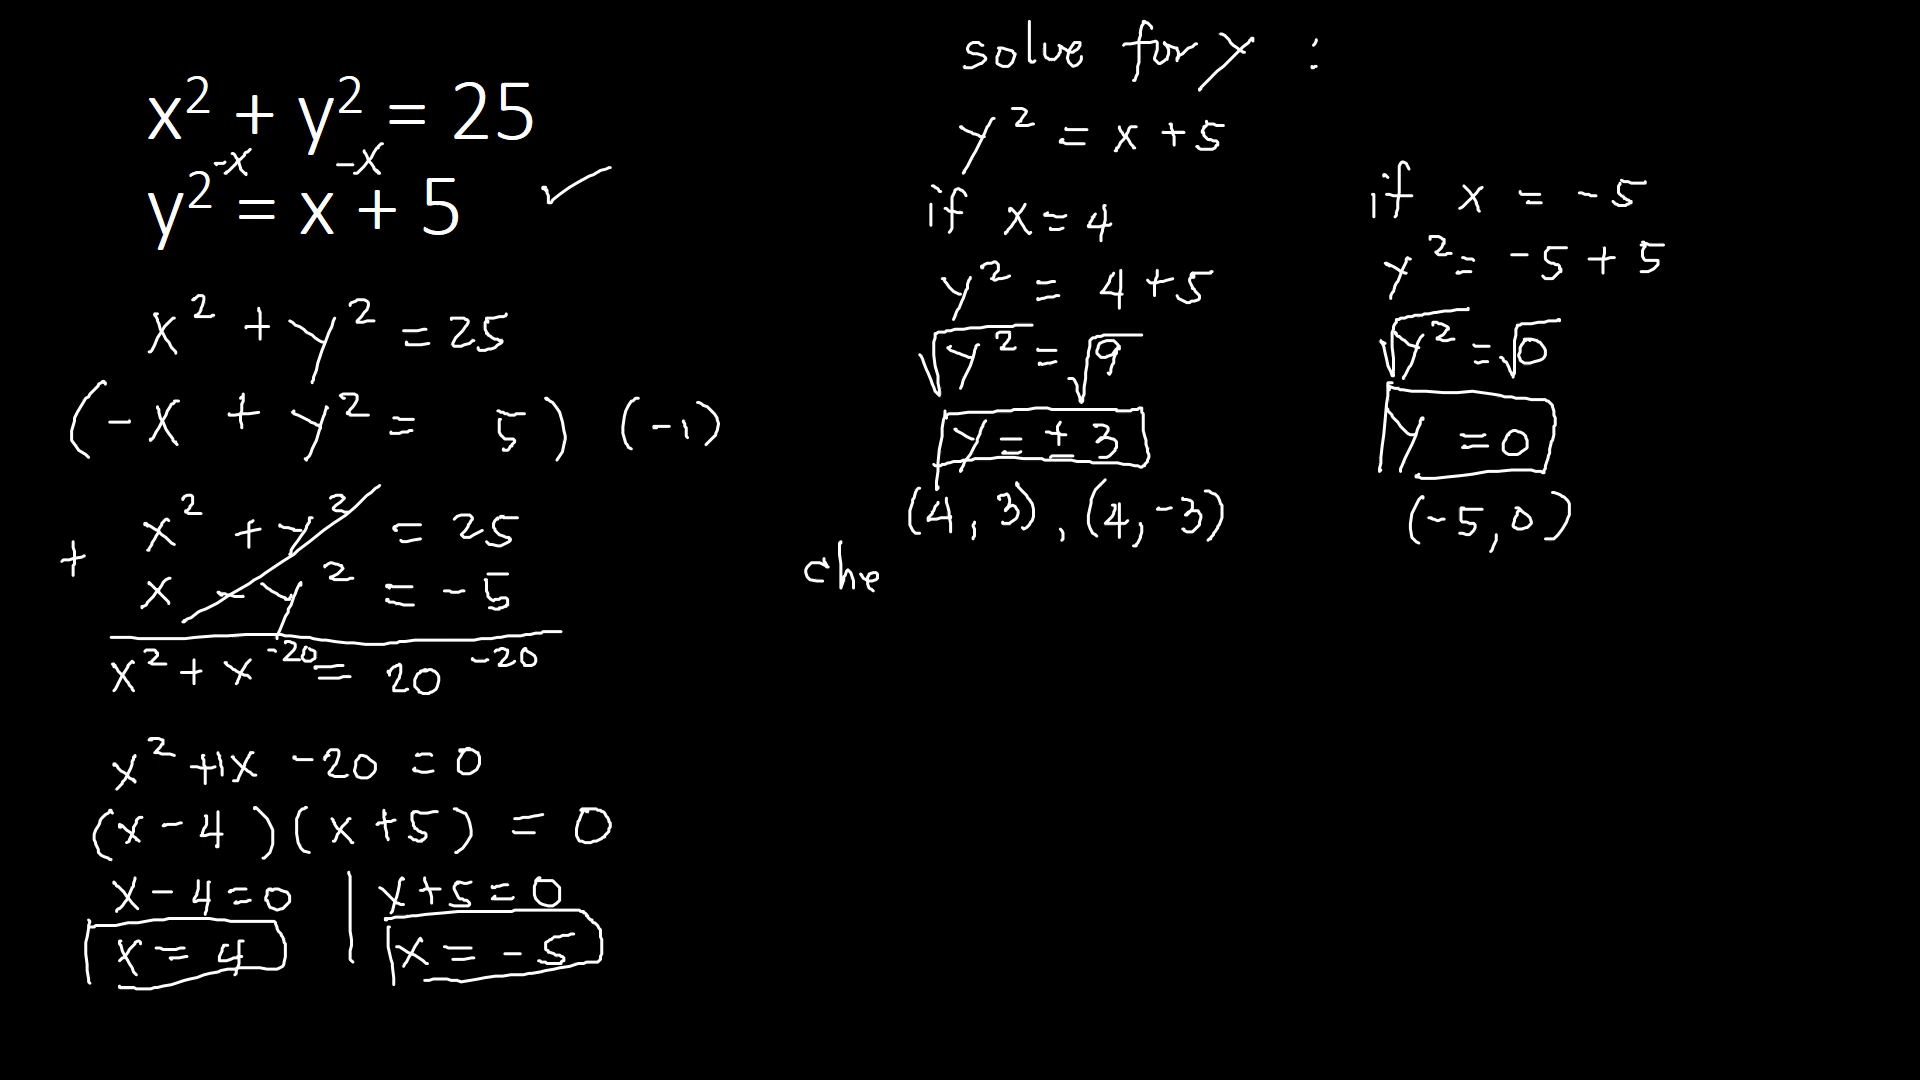 x² + y² = 25
-x -x
y² = x + 5 ✓
x² + y² = 25
(-x + y² = 5) (-1)
x² + y² = 25
+ x - y² = -5
x² + x -20 = 20 -20
x² + 1x - 20 = 0
(x - 4)(x + 5) = 0
x - 4 = 0 | x + 5 = 0
x = 4 | x = -5
solve for y :
y² = x + 5
if x = 4
y² = 4 + 5
√y² = √9
y = ± 3
(4, 3), (4, -3)
che
if x = -5
y² = -5 + 5
√y² = √0
y = 0
(-5, 0)